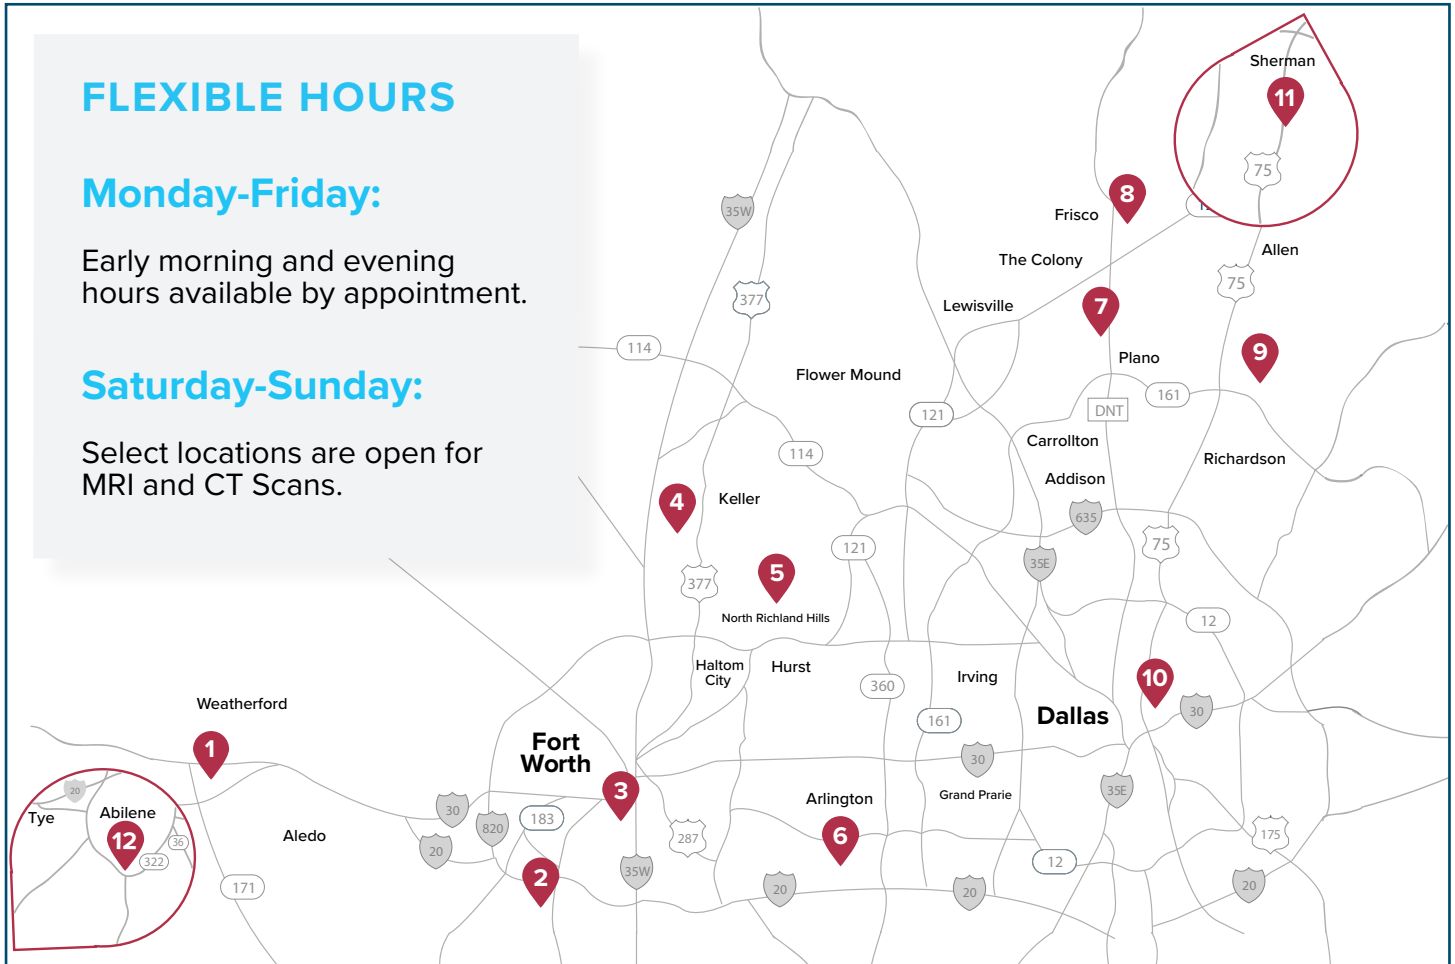 FLEXIBLE HOURS
Monday-Friday:
Early morning and evening
hours available by appointment.
Saturday-Sunday:
Select locations are open for
MRI and CT Scans.
Sherman
11
75
8
Frisco
Allen
The Colony
75
35W
377
Lewisville
7
114
9
Plano
Flower Mound
161
DNT
121
Carrollton
114
Richardson
Addison
4
Keller
635
75
121
35E
5
377
North Richland Hills
12
Haltom
City
Hurst
Irving
10
360
Weatherford
30
161
Dallas
Fort
Worth
1
30
20
35E
3
Arlington
Grand Prarie
Tye
Abilene
30
183
820
6
Aledo
287
175
12
36
322
20
12
35W
2
171
20
20
20